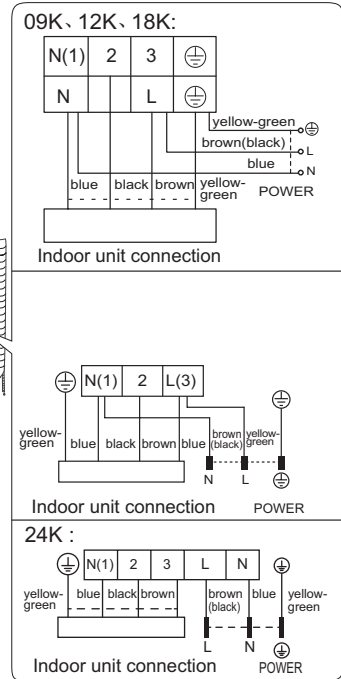 09K、12K、18K:
N(1) 2 3
N L
yellow-green
brown(black) L
blue N
blue black brown yellow-
green
POWER
Indoor unit connection
N(1) 2 L(3)
yellow-
green
blue black brown blue brown
(black)
yellow-
green
N L
Indoor unit connection POWER
24K :
N(1) 2 3 L N
yellow-
green
blue black brown brown
(black)
blue yellow-
green
L N
Indoor unit connection POWER